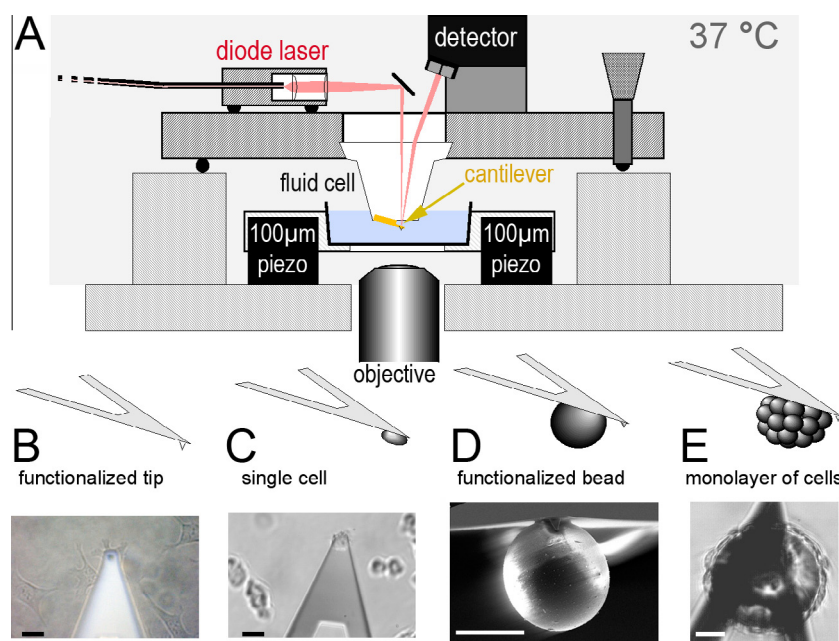 A
diode laser
detector
37 °C
fluid cell
cantilever
100µm
piezo
100µm
piezo
objective
B
functionalized tip
C
single cell
D
functionalized bead
E
monolayer of cells